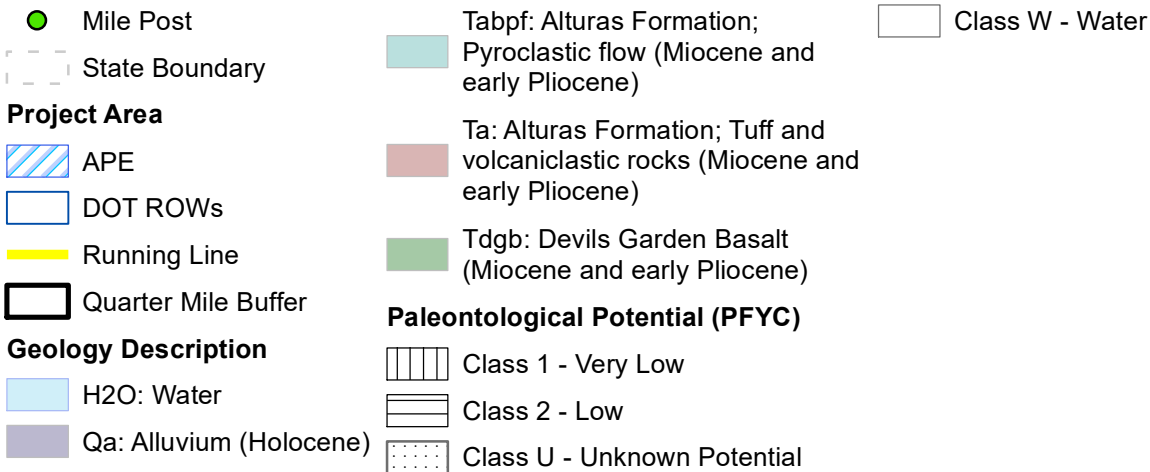 Mile Post
State Boundary
Project Area
APE
DOT ROWs
Running Line
Quarter Mile Buffer
Geology Description
H2O: Water
Qa: Alluvium (Holocene)
Tabpf: Alturas Formation;
Pyroclastic flow (Miocene and
early Pliocene)
Ta: Alturas Formation; Tuff and
volcaniclastic rocks (Miocene and
early Pliocene)
Tdgb: Devils Garden Basalt
(Miocene and early Pliocene)
Paleontological Potential (PFYC)
Class 1 - Very Low
Class 2 - Low
Class U - Unknown Potential
Class W - Water